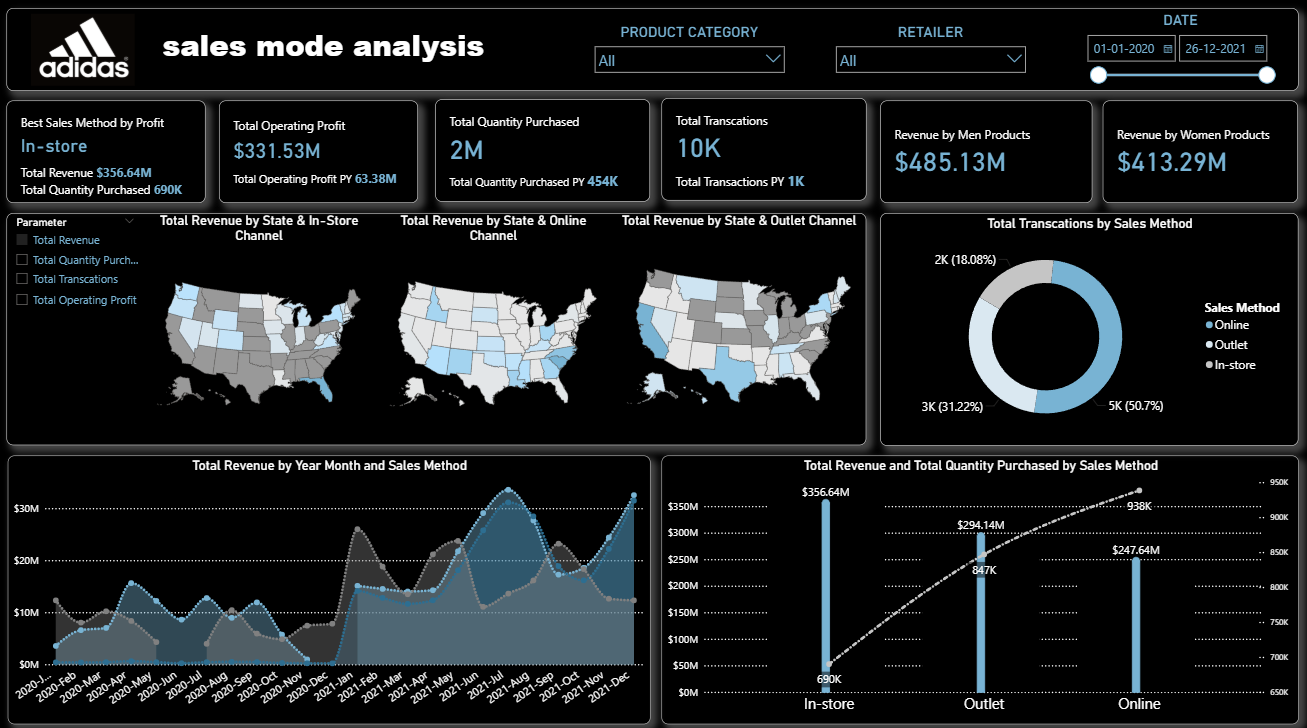 adidas
sales mode analysis
PRODUCT CATEGORY
All
RETAILER
All
DATE
01-01-2020
26-12-2021
Best Sales Method by Profit
In-store
Total Revenue $356.64M
Total Quantity Purchased 690K
Total Operating Profit
$331.53M
Total Operating Profit PY 63.38M
Total Quantity Purchased
2M
Total Quantity Purchased PY 454K
Total Transcations
10K
Total Transactions PY 1K
Revenue by Men Products
$485.13M
Revenue by Women Products
$413.29M
Parameter
Total Revenue
Total Quantity Purch...
Total Transcations
Total Operating Profit
Total Revenue by State & In-Store
Channel
Total Revenue by State & Online
Channel
Total Revenue by State & Outlet Channel
Total Transcations by Sales Method
2K (18.08%)
3K (31.22%)
5K (50.7%)
Sales Method
Online
Outlet
In-store
Total Revenue by Year Month and Sales Method
$30M
$20M
$10M
$0M
2020-J...
2020-Feb
2020-Mar
2020-Apr
2020-May
2020-Jun
2020-Jul
2020-Aug
2020-Sep
2020-Oct
2020-Nov
2020-Dec
2021-Jan
2021-Feb
2021-Mar
2021-Apr
2021-May
2021-Jun
2021-Jul
2021-Aug
2021-Sep
2021-Oct
2021-Nov
2021-Dec
Total Revenue and Total Quantity Purchased by Sales Method
$350M
$300M
$250M
$200M
$150M
$100M
$50M
$0M
$356.64M
$294.14M
$247.64M
690K
847K
938K
950K
900K
850K
800K
750K
700K
650K
In-store
Outlet
Online